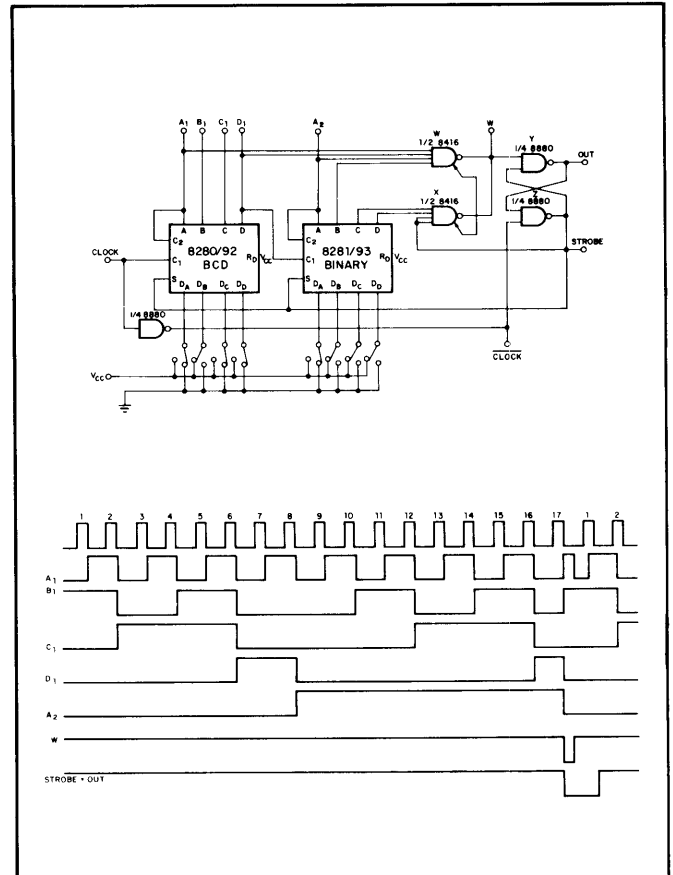 A1 B1 C1 D1 A2 W
W
1/2 8416
Y
1/4 8880
OUT
X
1/2 8416
Z
1/4 8880
STROBE
A B C D
C2
8280/92
BCD
CLOCK
C1
S
RD VCC
DA DB DC DD
A B C D
C2
8281/93
BINARY
C1
S
RD VCC
DA DB DC DD
1/4 8880
CLOCK
VCC
1 2 3 4 5 6 7 8 9 10 11 12 13 14 15 16 17 1 2
A1
B1
C1
D1
A2
W
STROBE + OUT